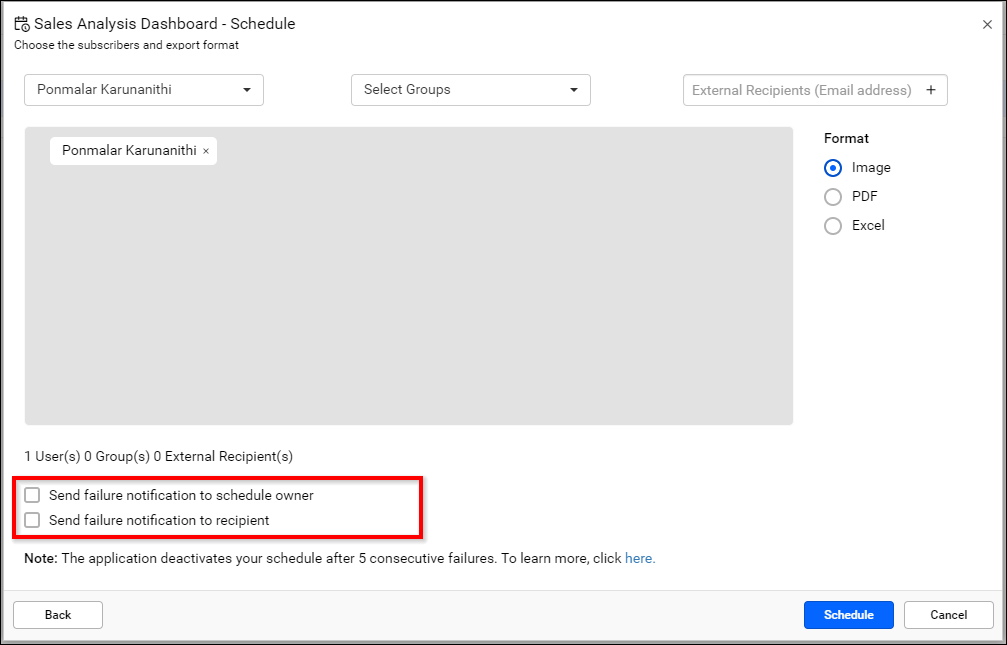 Sales Analysis Dashboard - Schedule
Choose the subscribers and export format
Ponmalar Karunanithi
Select Groups
External Recipients (Email address) +
Ponmalar Karunanithi ×
Format
Image
PDF
Excel
1 User(s) 0 Group(s) 0 External Recipient(s)
Send failure notification to schedule owner
Send failure notification to recipient
Note: The application deactivates your schedule after 5 consecutive failures. To learn more, click here.
Back
Schedule
Cancel